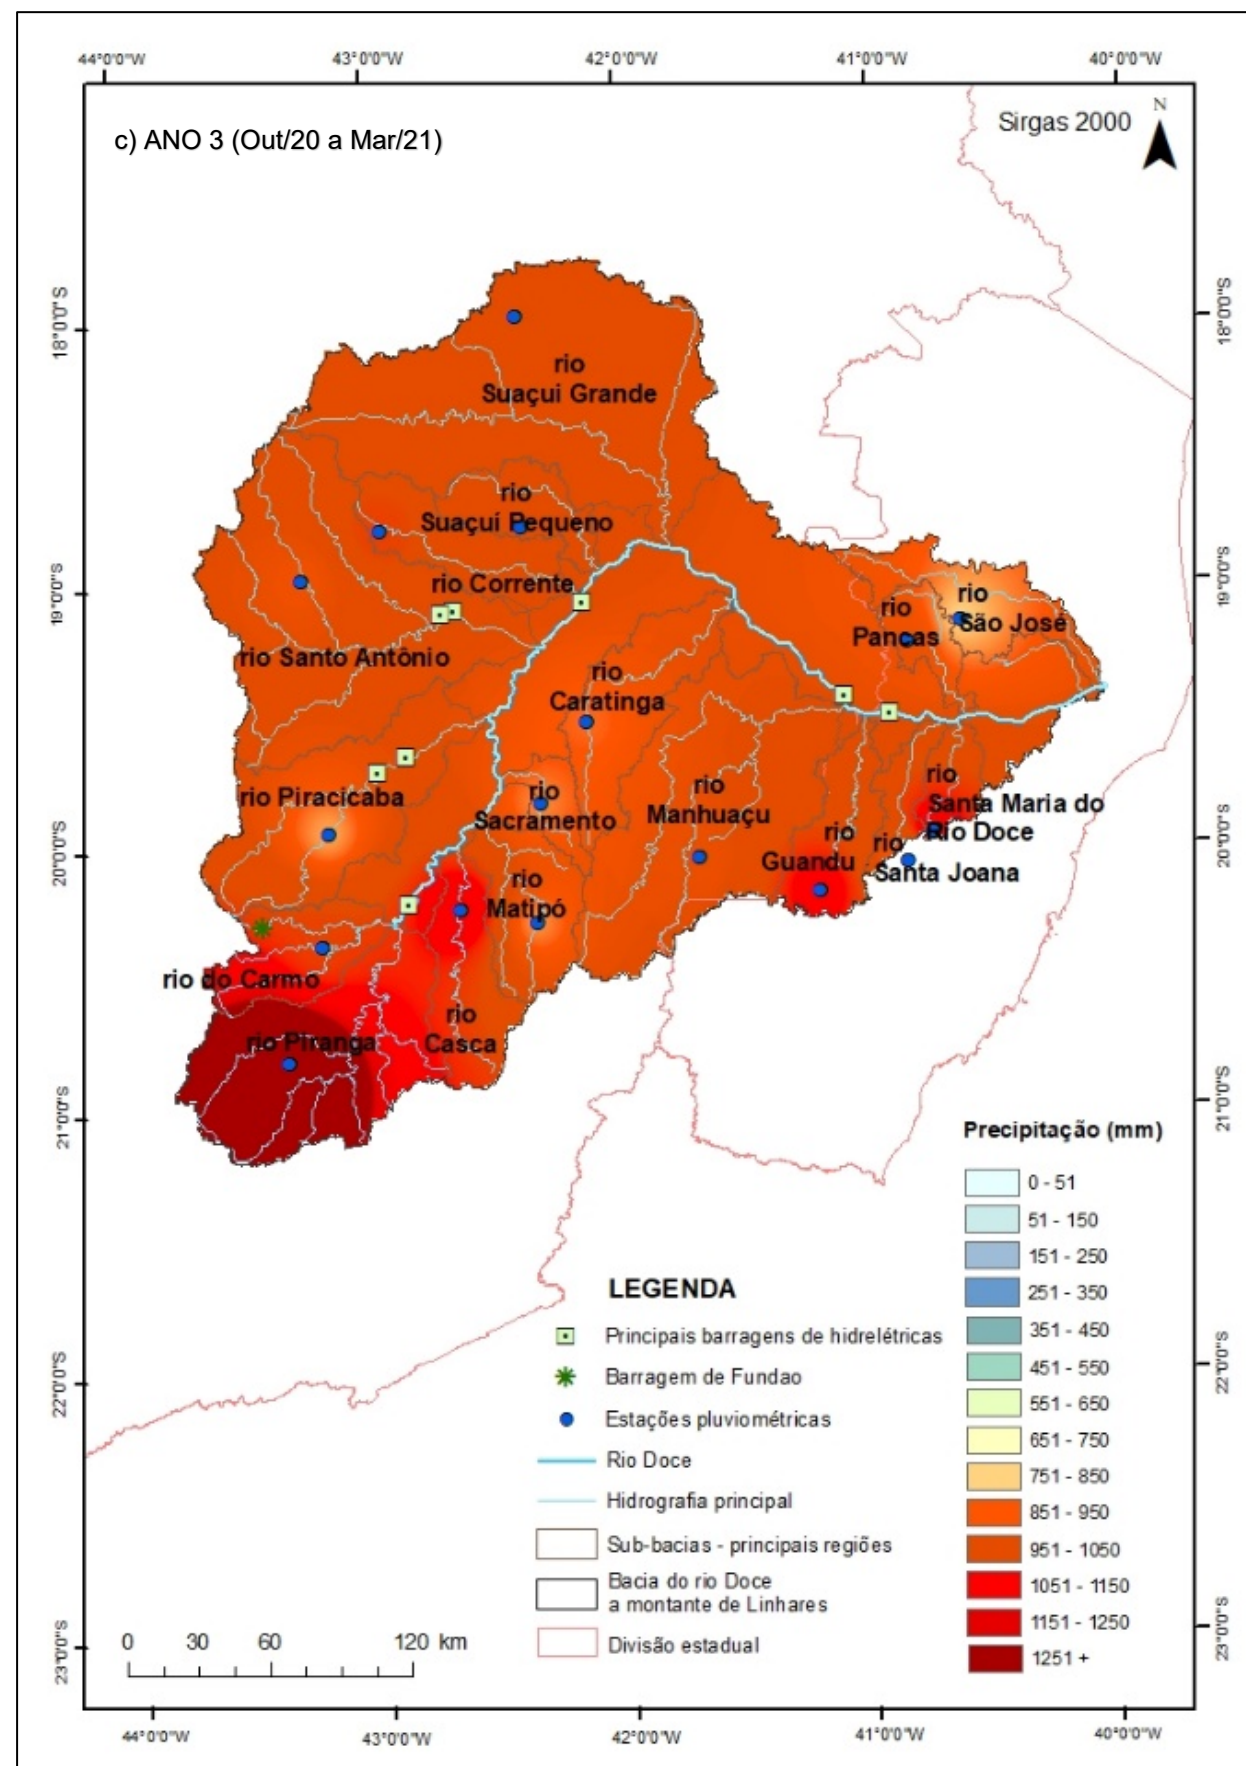 44°0'0"W 43°0'0"W 42°0'0"W 41°0'0"W 40°0'0"W
c) ANO 3 (Out/20 a Mar/21)
Sirgas 2000
N
18°0'0"S
19°0'0"S
20°0'0"S
21°0'0"S
22°0'0"S
23°0'0"S
18°0'0"S
19°0'0"S
20°0'0"S
21°0'0"S
22°0'0"S
23°0'0"S
rio
Suaçui Grande
rio
Suaçuí Pequeno
rio Corrente
rio Santo Antônio
rio
Caratinga
rio
Pancas
rio
São José
rio Piracicaba
rio
Sacramento
rio
Manhuaçu
rio
Santa Maria do
Rio Doce
rio
Guandu
rio
Santa Joana
rio
Matipó
rio do Carmo
rio Piranga
rio
Casca
Precipitação (mm)
0 - 51
51 - 150
151 - 250
251 - 350
351 - 450
451 - 550
551 - 650
651 - 750
751 - 850
851 - 950
951 - 1050
1051 - 1150
1151 - 1250
1251 +
LEGENDA
Principais barragens de hidrelétricas
Barragem de Fundao
Estações pluviométricas
Rio Doce
Hidrografia principal
Sub-bacias - principais regiões
Bacia do rio Doce
a montante de Linhares
Divisão estadual
0 30 60 120 km
44°0'0"W 43°0'0"W 42°0'0"W 41°0'0"W 40°0'0"W